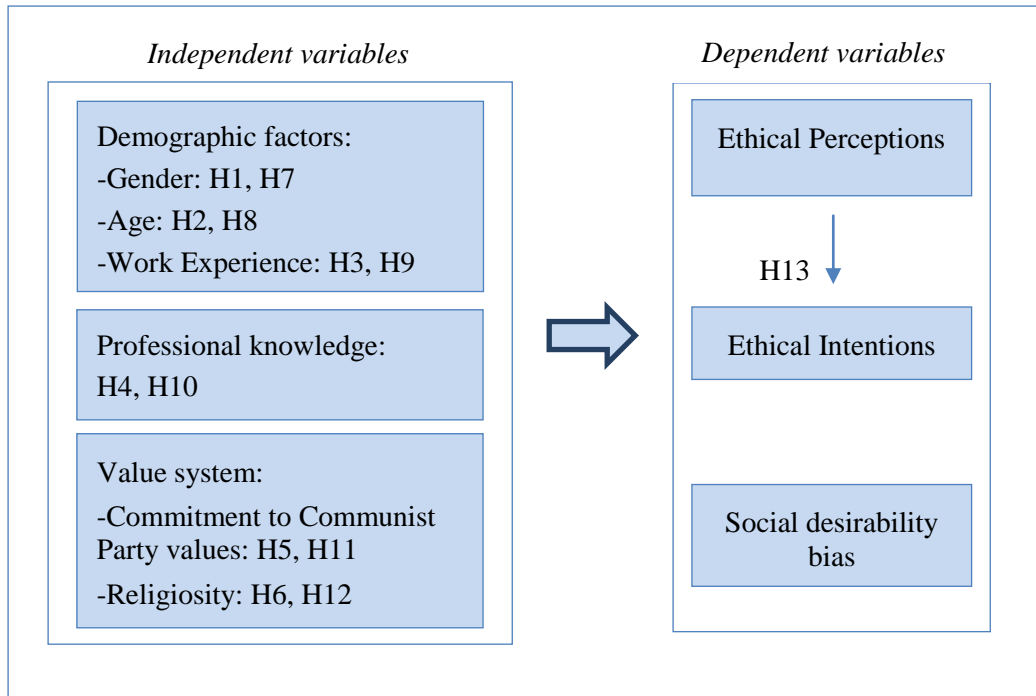 Independent variables
Demographic factors:
-Gender: H1, H7
-Age: H2, H8
-Work Experience: H3, H9
Professional knowledge:
H4, H10
Value system:
-Commitment to Communist
Party values: H5, H11
-Religiosity: H6, H12
Dependent variables
Ethical Perceptions
H13
Ethical Intentions
Social desirability
bias